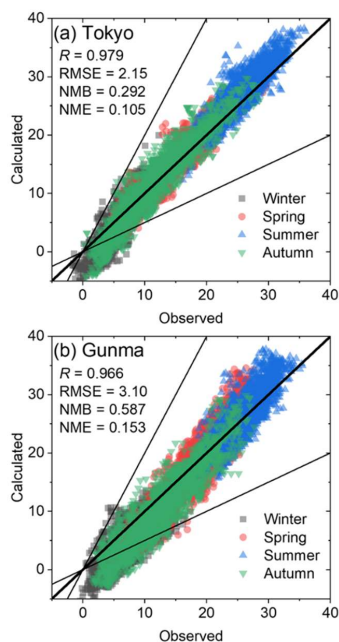 (a) Tokyo
R = 0.979
RMSE = 2.15
NMB = 0.292
NME = 0.105
40
30
20
10
0
Calculated
Winter
Spring
Summer
Autumn
0 10 20 30 40
Observed
(b) Gunma
R = 0.966
RMSE = 3.10
NMB = 0.587
NME = 0.153
40
30
20
10
0
Calculated
Winter
Spring
Summer
Autumn
0 10 20 30 40
Observed